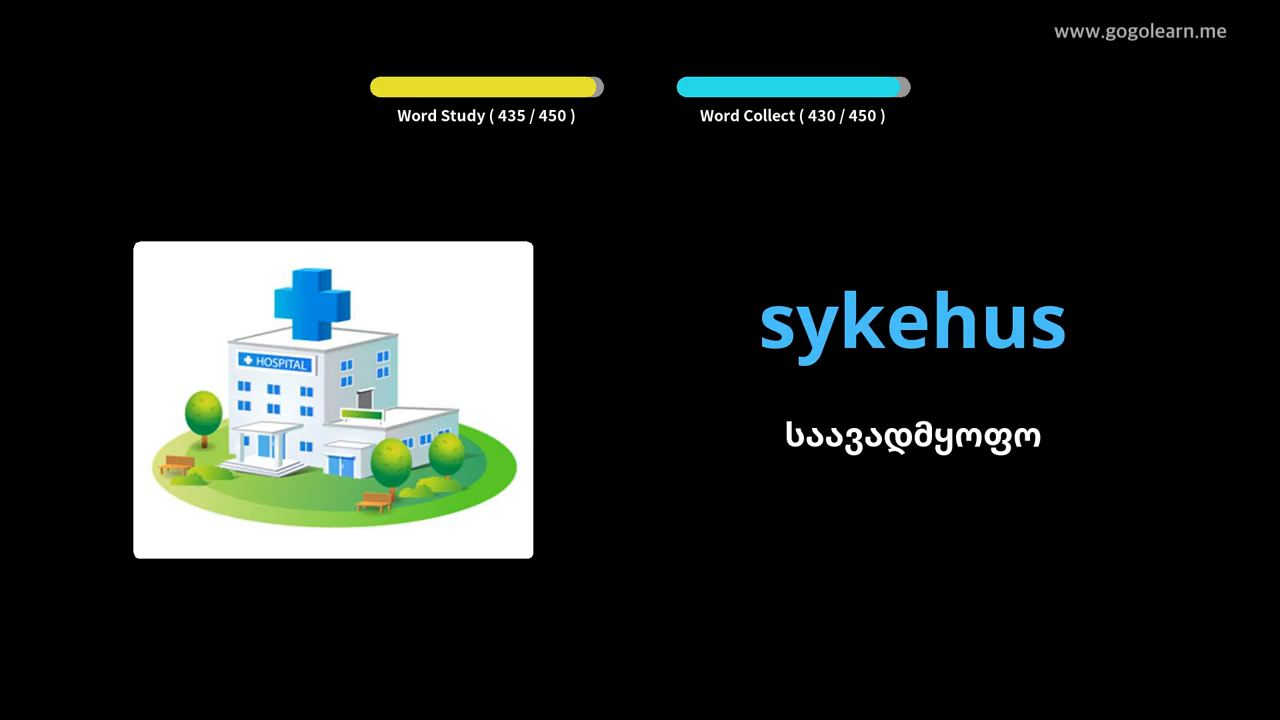 www.gogolearn.me
Word Study ( 435 / 450 )
Word Collect ( 430 / 450 )
HOSPITAL
sykehus
საავადმყოფო